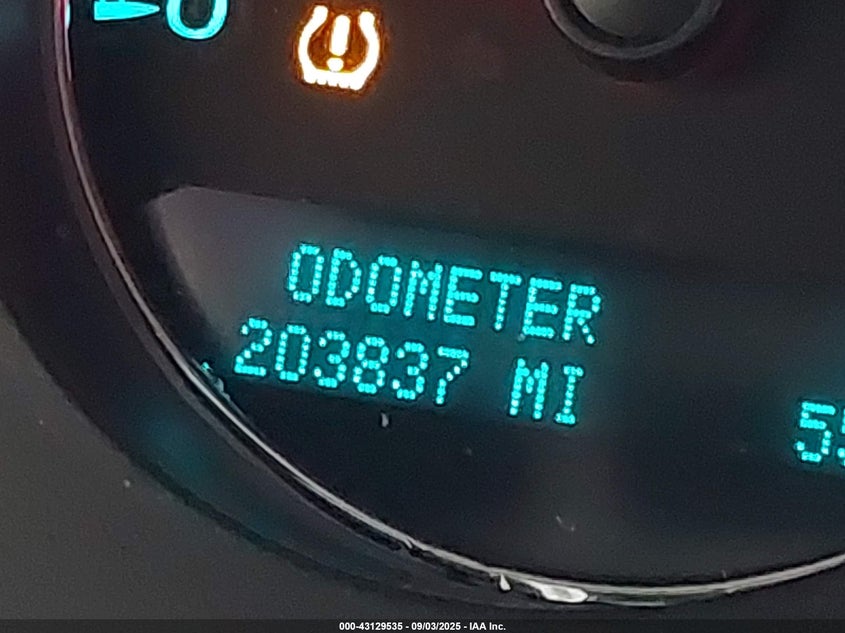 ODOMETER
203837 MI
000-43129535 - 09/03/2025 - IAA Inc.